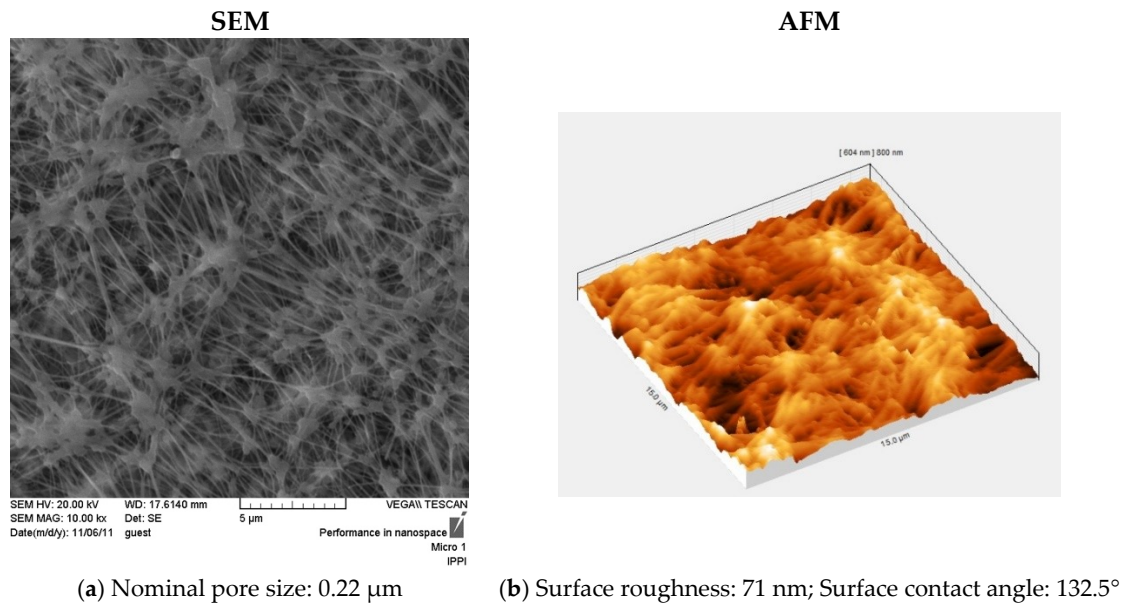 SEM
AFM
SEM HV: 20.00 kV WD: 17.6140 mm VEGA\\ TESCAN
SEM MAG: 10.00 kx Det: SE 5 µm
Date(m/d/y): 11/06/11 guest Performance in nanospace
Micro 1
IPPI
[ 604 nm ] 800 nm
15.0 µm
15.0 µm
(a) Nominal pore size: 0.22 µm
(b) Surface roughness: 71 nm; Surface contact angle: 132.5°